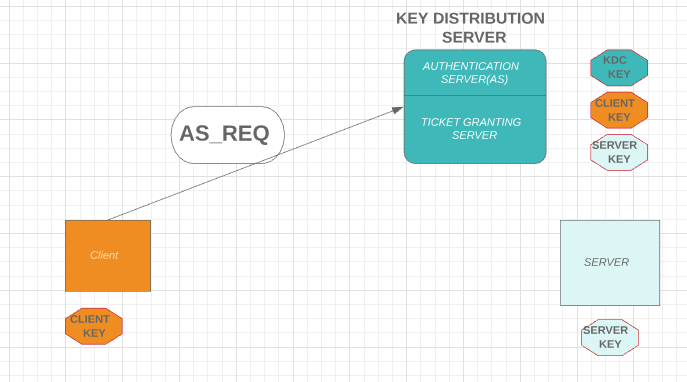 KEY DISTRIBUTION
SERVER
AUTHENTICATION
SERVER(AS)
TICKET GRANTING
SERVER
KDC
KEY
CLIENT
KEY
SERVER
KEY
AS_REQ
Client
SERVER
CLIENT
KEY
SERVER
KEY